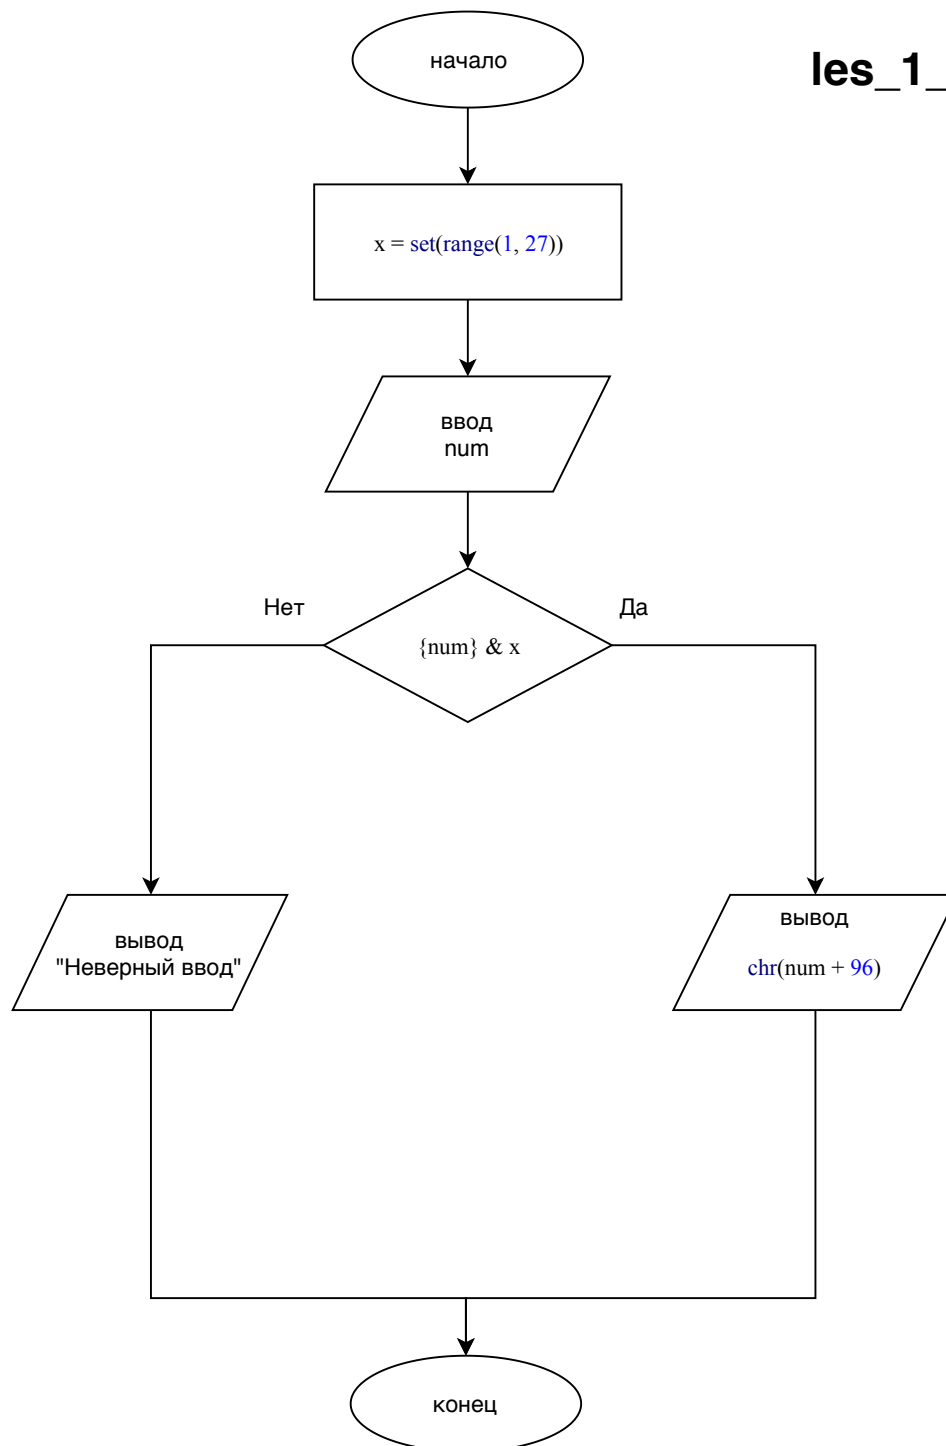 начало
les_1_
x = set(range(1, 27))
ввод
num
Нет
Да
{num} & x
вывод
"Неверный ввод"
вывод
chr(num + 96)
конец